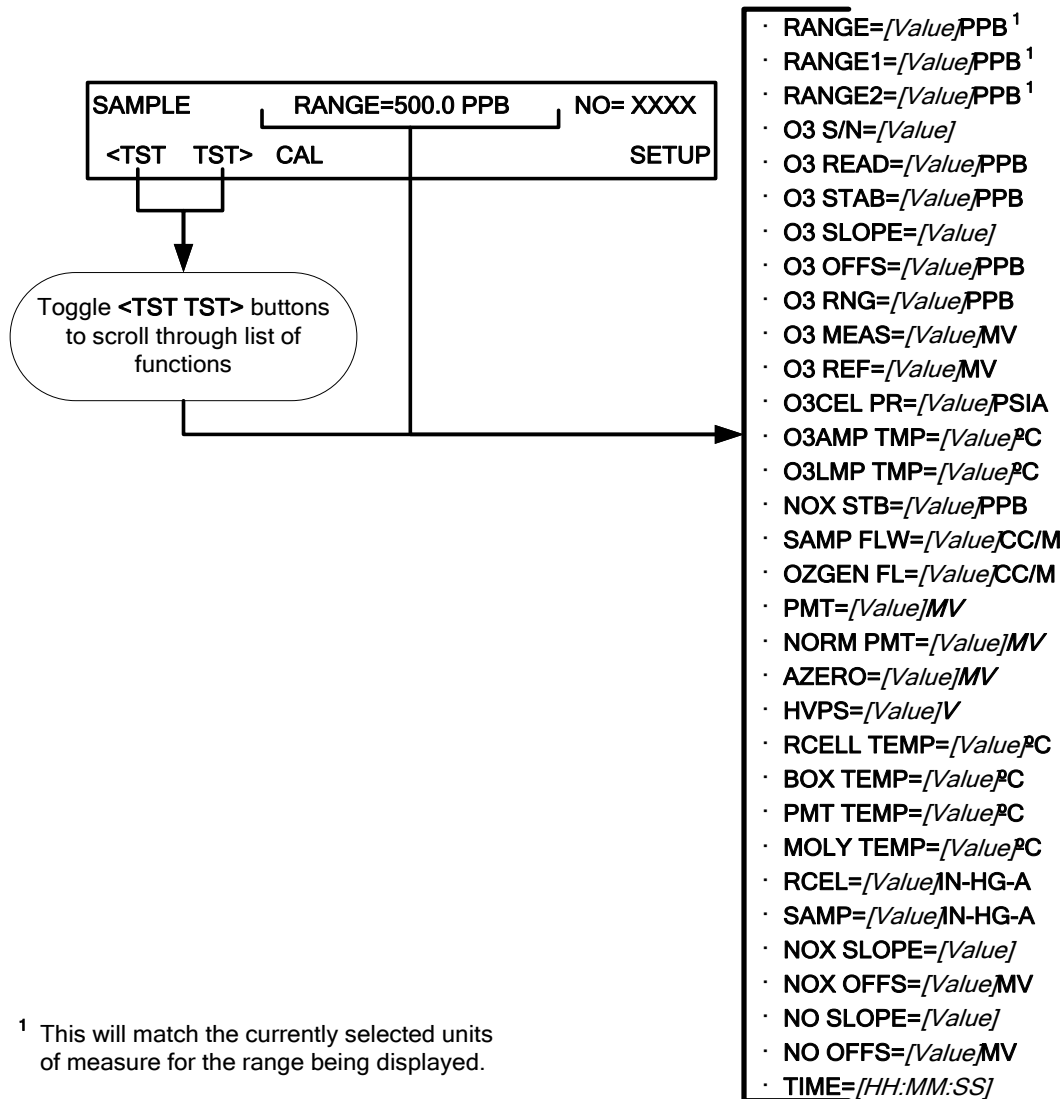 SAMPLE RANGE=500.0 PPB NO= XXXX
<TST TST> CAL SETUP
Toggle <TST TST> buttons
to scroll through list of
functions
· RANGE=[Value]PPB ¹
· RANGE1=[Value]PPB ¹
· RANGE2=[Value]PPB ¹
· O3 S/N=[Value]
· O3 READ=[Value]PPB
· O3 STAB=[Value]PPB
· O3 SLOPE=[Value]
· O3 OFFS=[Value]PPB
· O3 RNG=[Value]PPB
· O3 MEAS=[Value]MV
· O3 REF=[Value]MV
· O3CEL PR=[Value]PSIA
· O3AMP TMP=[Value]ºC
· O3LMP TMP=[Value]ºC
· NOX STB=[Value]PPB
· SAMP FLW=[Value]CC/M
· OZGEN FL=[Value]CC/M
· PMT=[Value]MV
· NORM PMT=[Value]MV
· AZERO=[Value]MV
· HVPS=[Value]V
· RCELL TEMP=[Value]ºC
· BOX TEMP=[Value]ºC
· PMT TEMP=[Value]ºC
· MOLY TEMP=[Value]ºC
· RCEL=[Value]IN-HG-A
· SAMP=[Value]IN-HG-A
· NOX SLOPE=[Value]
· NOX OFFS=[Value]MV
· NO SLOPE=[Value]
· NO OFFS=[Value]MV
· TIME=[HH:MM:SS]
¹ This will match the currently selected units
of measure for the range being displayed.